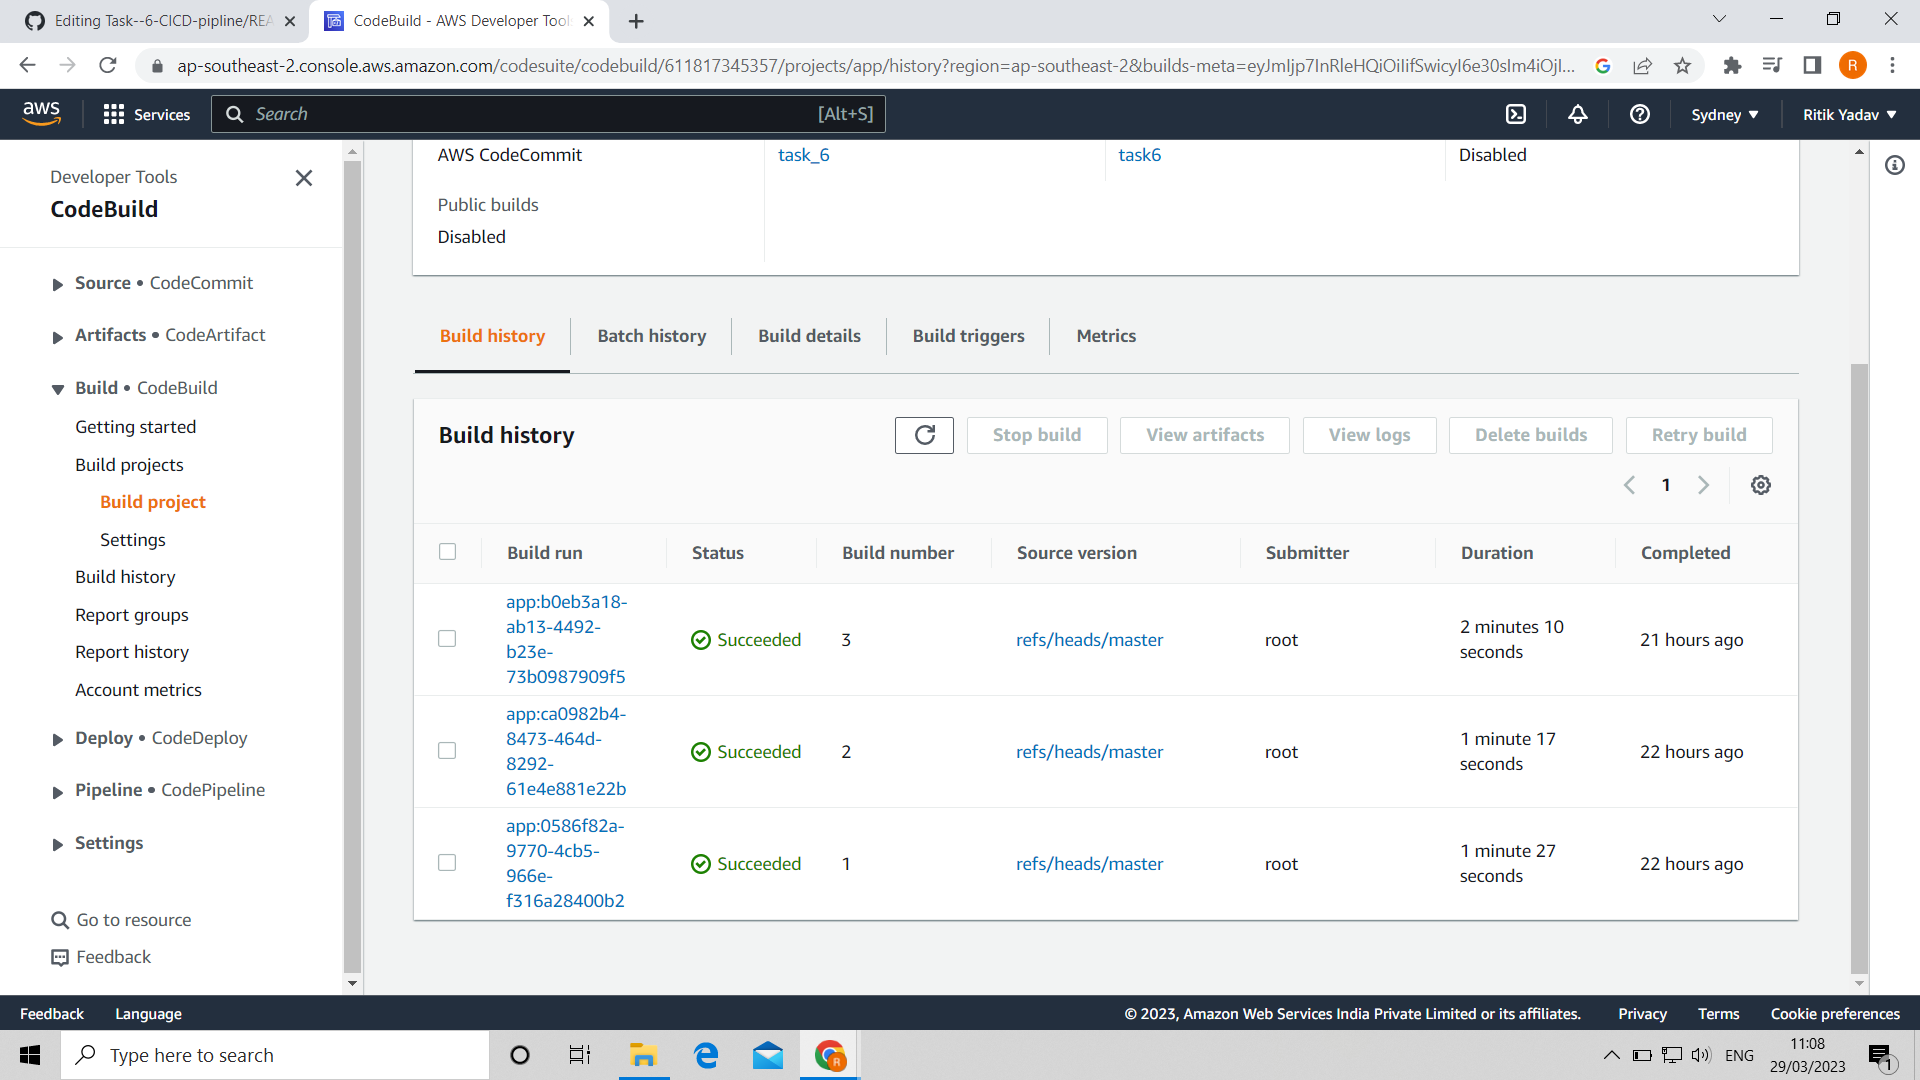 Editing Task--6-CICD-pipline/REA
CodeBuild - AWS Developer Tool
ap-southeast-2.console.aws.amazon.com/codesuite/codebuild/611817345357/projects/app/history?region=ap-southeast-2&builds-meta=eyJmIjp7InRleHQiOiIifSwicyI6e30sIm4iOjI...
R
aws
Services
Search
[Alt+S]
Sydney ▼
Ritik Yadav ▼
Developer Tools
CodeBuild
Source • CodeCommit
Artifacts • CodeArtifact
Build • CodeBuild
Getting started
Build projects
Build project
Settings
Build history
Report groups
Report history
Account metrics
Deploy • CodeDeploy
Pipeline • CodePipeline
Settings
Go to resource
Feedback
AWS CodeCommit
task_6
task6
Disabled
Public builds
Disabled
Build history
Batch history
Build details
Build triggers
Metrics
Build history
Stop build
View artifacts
View logs
Delete builds
Retry build
1
Build run
Status
Build number
Source version
Submitter
Duration
Completed
app:b0eb3a18-
ab13-4492-
b23e-
73b0987909f5
Succeeded
3
refs/heads/master
root
2 minutes 10
seconds
21 hours ago
app:ca0982b4-
8473-464d-
8292-
61e4e881e22b
Succeeded
2
refs/heads/master
root
1 minute 17
seconds
22 hours ago
app:0586f82a-
9770-4cb5-
966e-
f316a28400b2
Succeeded
1
refs/heads/master
root
1 minute 27
seconds
22 hours ago
Feedback
Language
© 2023, Amazon Web Services India Private Limited or its affiliates.
Privacy
Terms
Cookie preferences
Type here to search
R
ENG
11:08
29/03/2023
1